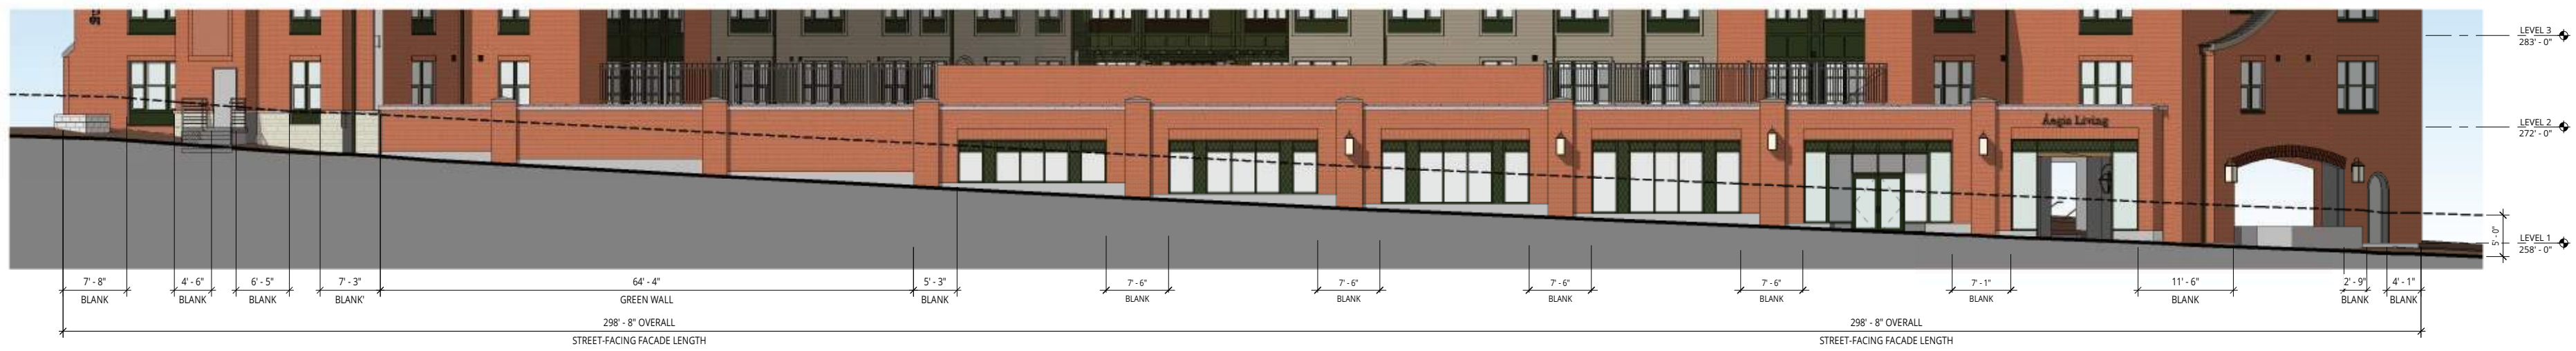 LEVEL 3
283' - 0"
LEVEL 2
272' - 0"
Aegis Living
LEVEL 1
258' - 0"
5' - 0"
7' - 8"
BLANK
4' - 6"
BLANK
6' - 5"
BLANK
7' - 3"
BLANK'
64' - 4"
GREEN WALL
5' - 3"
BLANK
7' - 6"
BLANK
7' - 6"
BLANK
7' - 6"
BLANK
7' - 6"
BLANK
7' - 1"
BLANK
11' - 6"
BLANK
2' - 9"
BLANK
4' - 1"
BLANK
298' - 8" OVERALL
STREET-FACING FACADE LENGTH
298' - 8" OVERALL
STREET-FACING FACADE LENGTH